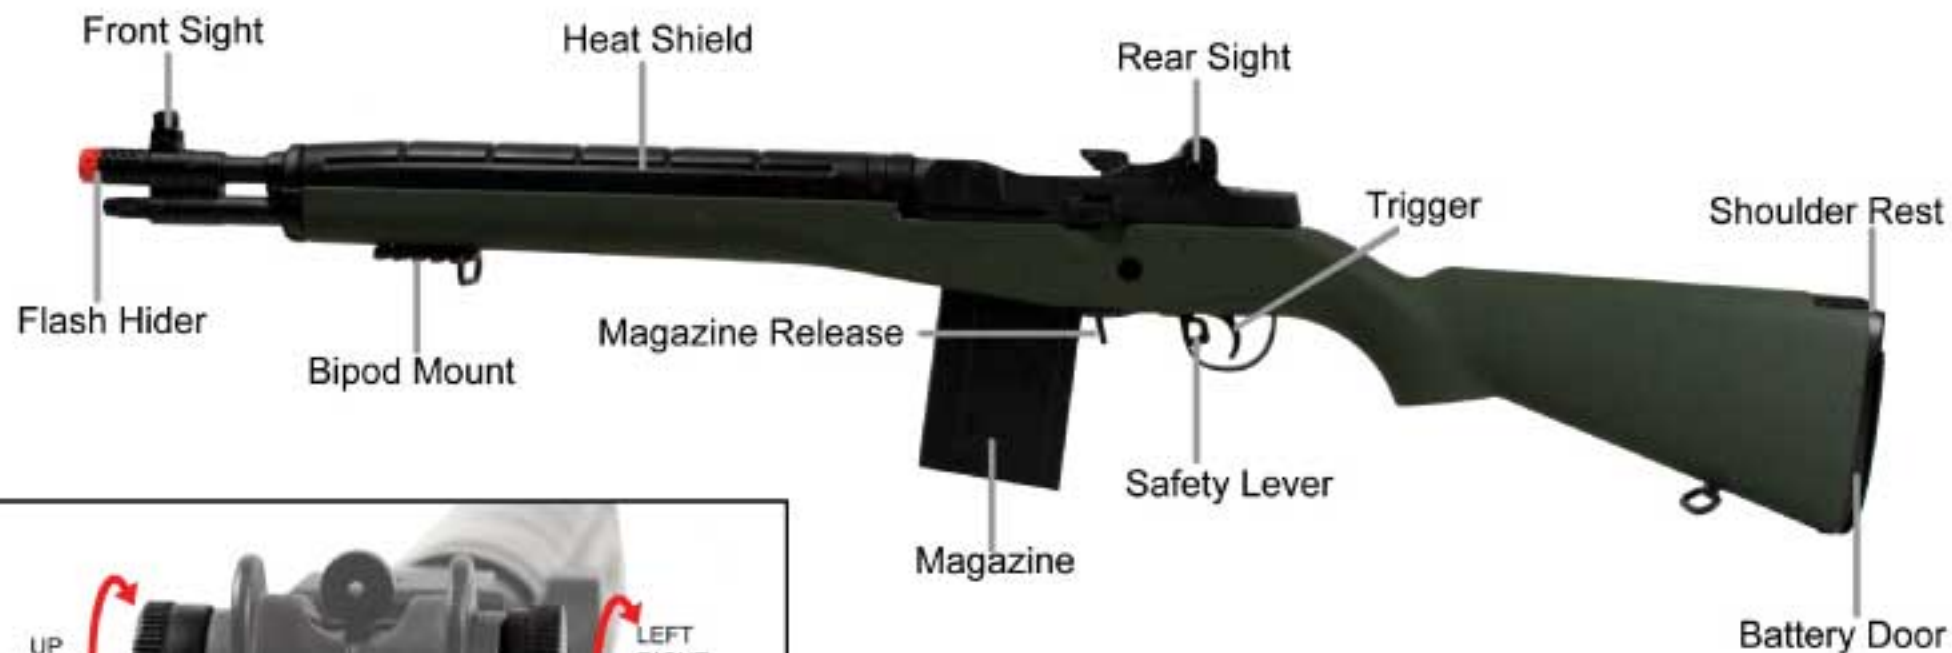 Front Sight
Heat Shield
Rear Sight
Trigger
Shoulder Rest
Flash Hider
Magazine Release
Bipod Mount
Safety Lever
Magazine
Battery Door
UP
LEFT